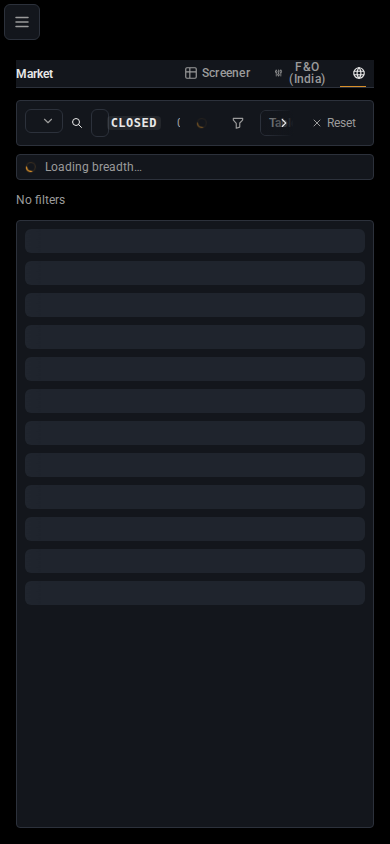 Market
Screener
F&O
(India)
CLOSED
Reset
Loading breadth…
No filters